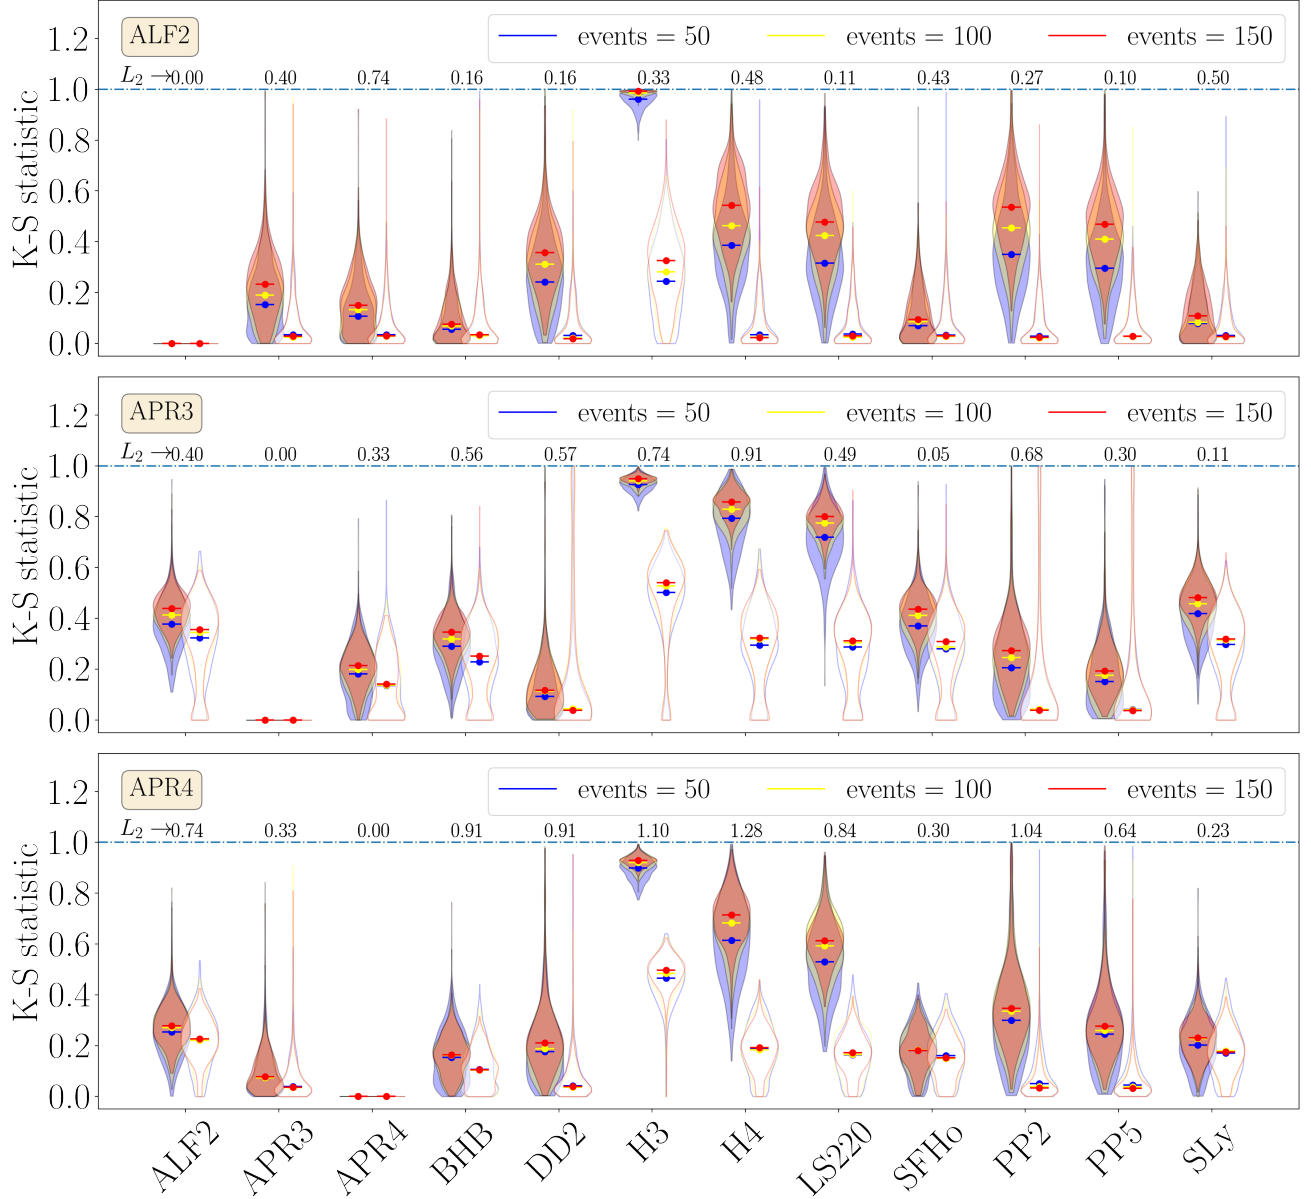 ALF2
events = 50 events = 100 events = 150
L₂ → 0.00 0.40 0.74 0.16 0.16 0.33 0.48 0.11 0.43 0.27 0.10 0.50
K-S statistic
1.2
1.0
0.8
0.6
0.4
0.2
0.0
APR3
events = 50 events = 100 events = 150
L₂ → 0.40 0.00 0.33 0.56 0.57 0.74 0.91 0.49 0.05 0.68 0.30 0.11
K-S statistic
1.2
1.0
0.8
0.6
0.4
0.2
0.0
APR4
events = 50 events = 100 events = 150
L₂ → 0.74 0.33 0.00 0.91 0.91 1.10 1.28 0.84 0.30 1.04 0.64 0.23
K-S statistic
1.2
1.0
0.8
0.6
0.4
0.2
0.0
ALF2 APR3 APR4 BHB DD2 H3 H4 LS220 SFHo PP2 PP5 SLy